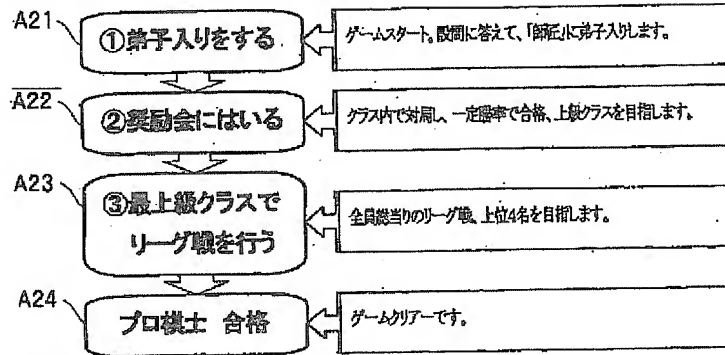 A21
①弟子入りをする
ゲームスタート。設問に答えて、「師匠」に弟子入りします。
A22
②奨励会にはいる
クラス内で対局し、一定勝率で合格、上級クラスを目指します。
A23
③最上級クラスで
リーグ戦を行う
全員総当りのリーグ戦、上位4名を目指します。
A24
プロ棋士 合格
ゲームクリアーです。